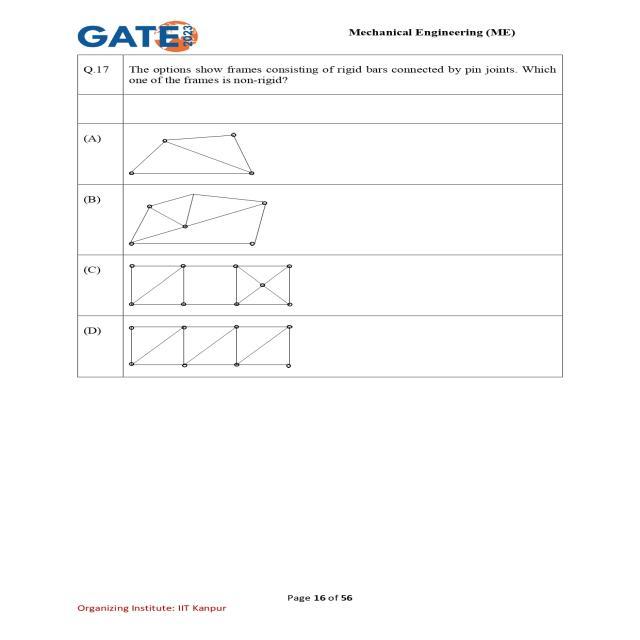 GATE 2023
Mechanical Engineering (ME)
Q.17
The options show frames consisting of rigid bars connected by pin joints. Which
one of the frames is non-rigid?
(A)
(B)
(C)
(D)
Page 16 of 56
Organizing Institute: IIT Kanpur